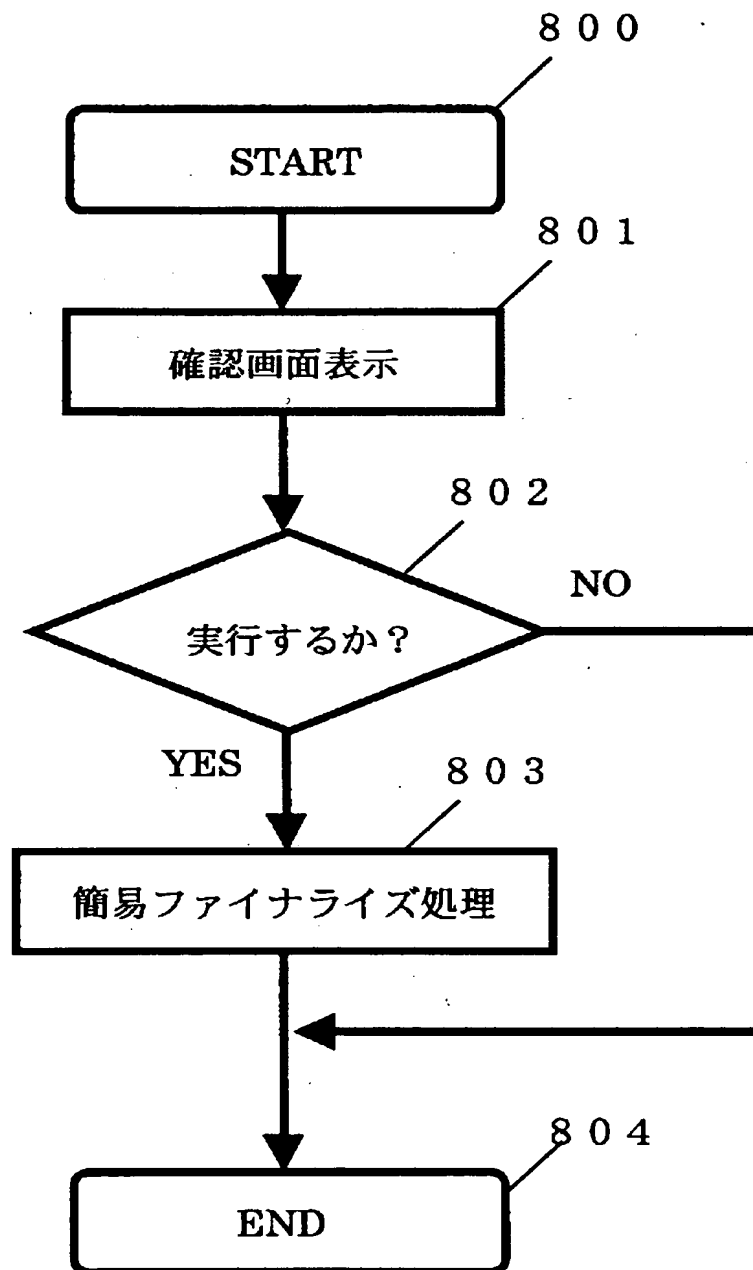 ８００
START
８０１
確認画面表示
８０２
NO
実行するか？
YES
８０３
簡易ファイナライズ処理
８０４
END